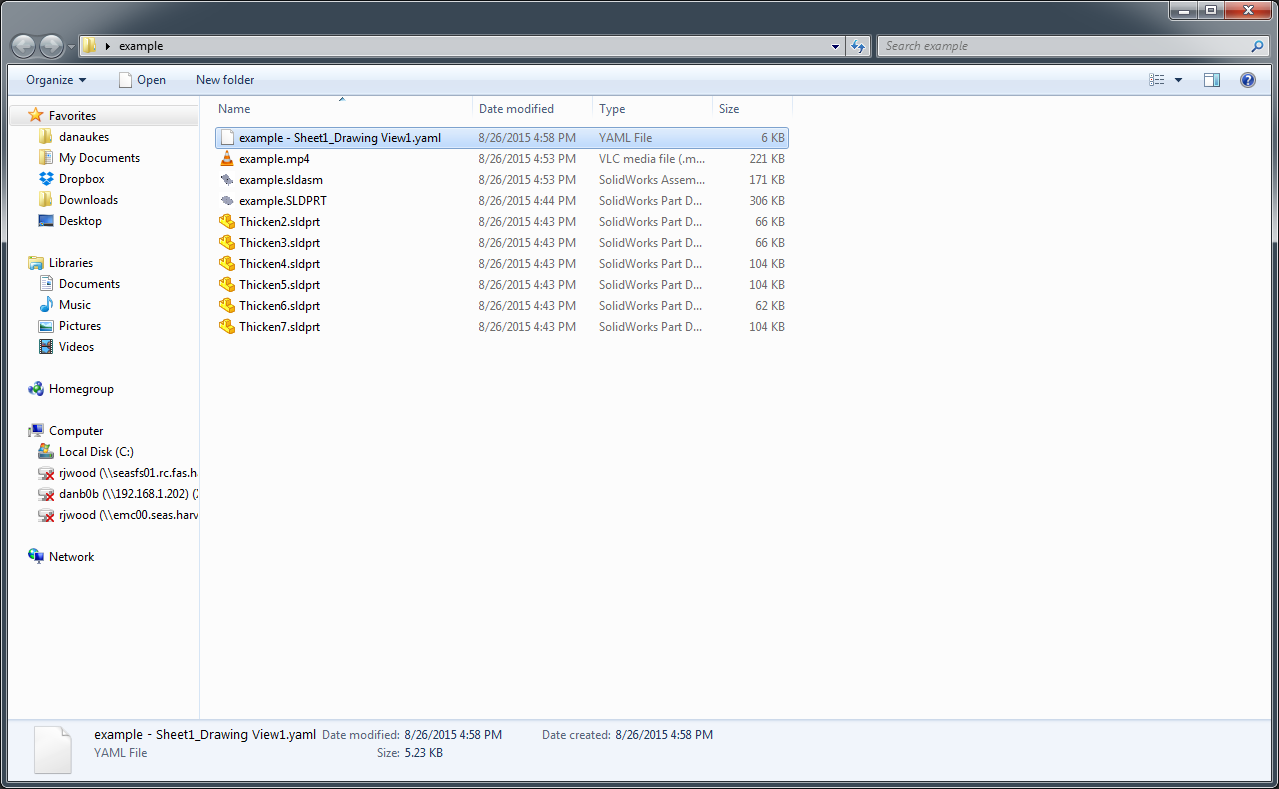 example
Search example
Organize Open New folder
Name Date modified Type Size
Favorites
danaukes
My Documents
Dropbox
Downloads
Desktop
Libraries
Documents
Music
Pictures
Videos
Homegroup
Computer
Local Disk (C:)
rjwood (\\seasfs01.rc.fas.ha
danb0b (\\192.168.1.202) (
rjwood (\\emc00.seas.harv
Network
example - Sheet1_Drawing View1.yaml 8/26/2015 4:58 PM YAML File 6 KB
example.mp4 8/26/2015 4:53 PM VLC media file (.m... 221 KB
example.sldasm 8/26/2015 4:53 PM SolidWorks Assem... 171 KB
example.SLDPRT 8/26/2015 4:44 PM SolidWorks Part D... 306 KB
Thicken2.sldprt 8/26/2015 4:43 PM SolidWorks Part D... 66 KB
Thicken3.sldprt 8/26/2015 4:43 PM SolidWorks Part D... 66 KB
Thicken4.sldprt 8/26/2015 4:43 PM SolidWorks Part D... 104 KB
Thicken5.sldprt 8/26/2015 4:43 PM SolidWorks Part D... 104 KB
Thicken6.sldprt 8/26/2015 4:43 PM SolidWorks Part D... 62 KB
Thicken7.sldprt 8/26/2015 4:43 PM SolidWorks Part D... 104 KB
example - Sheet1_Drawing View1.yaml Date modified: 8/26/2015 4:58 PM Date created: 8/26/2015 4:58 PM
YAML File Size: 5.23 KB